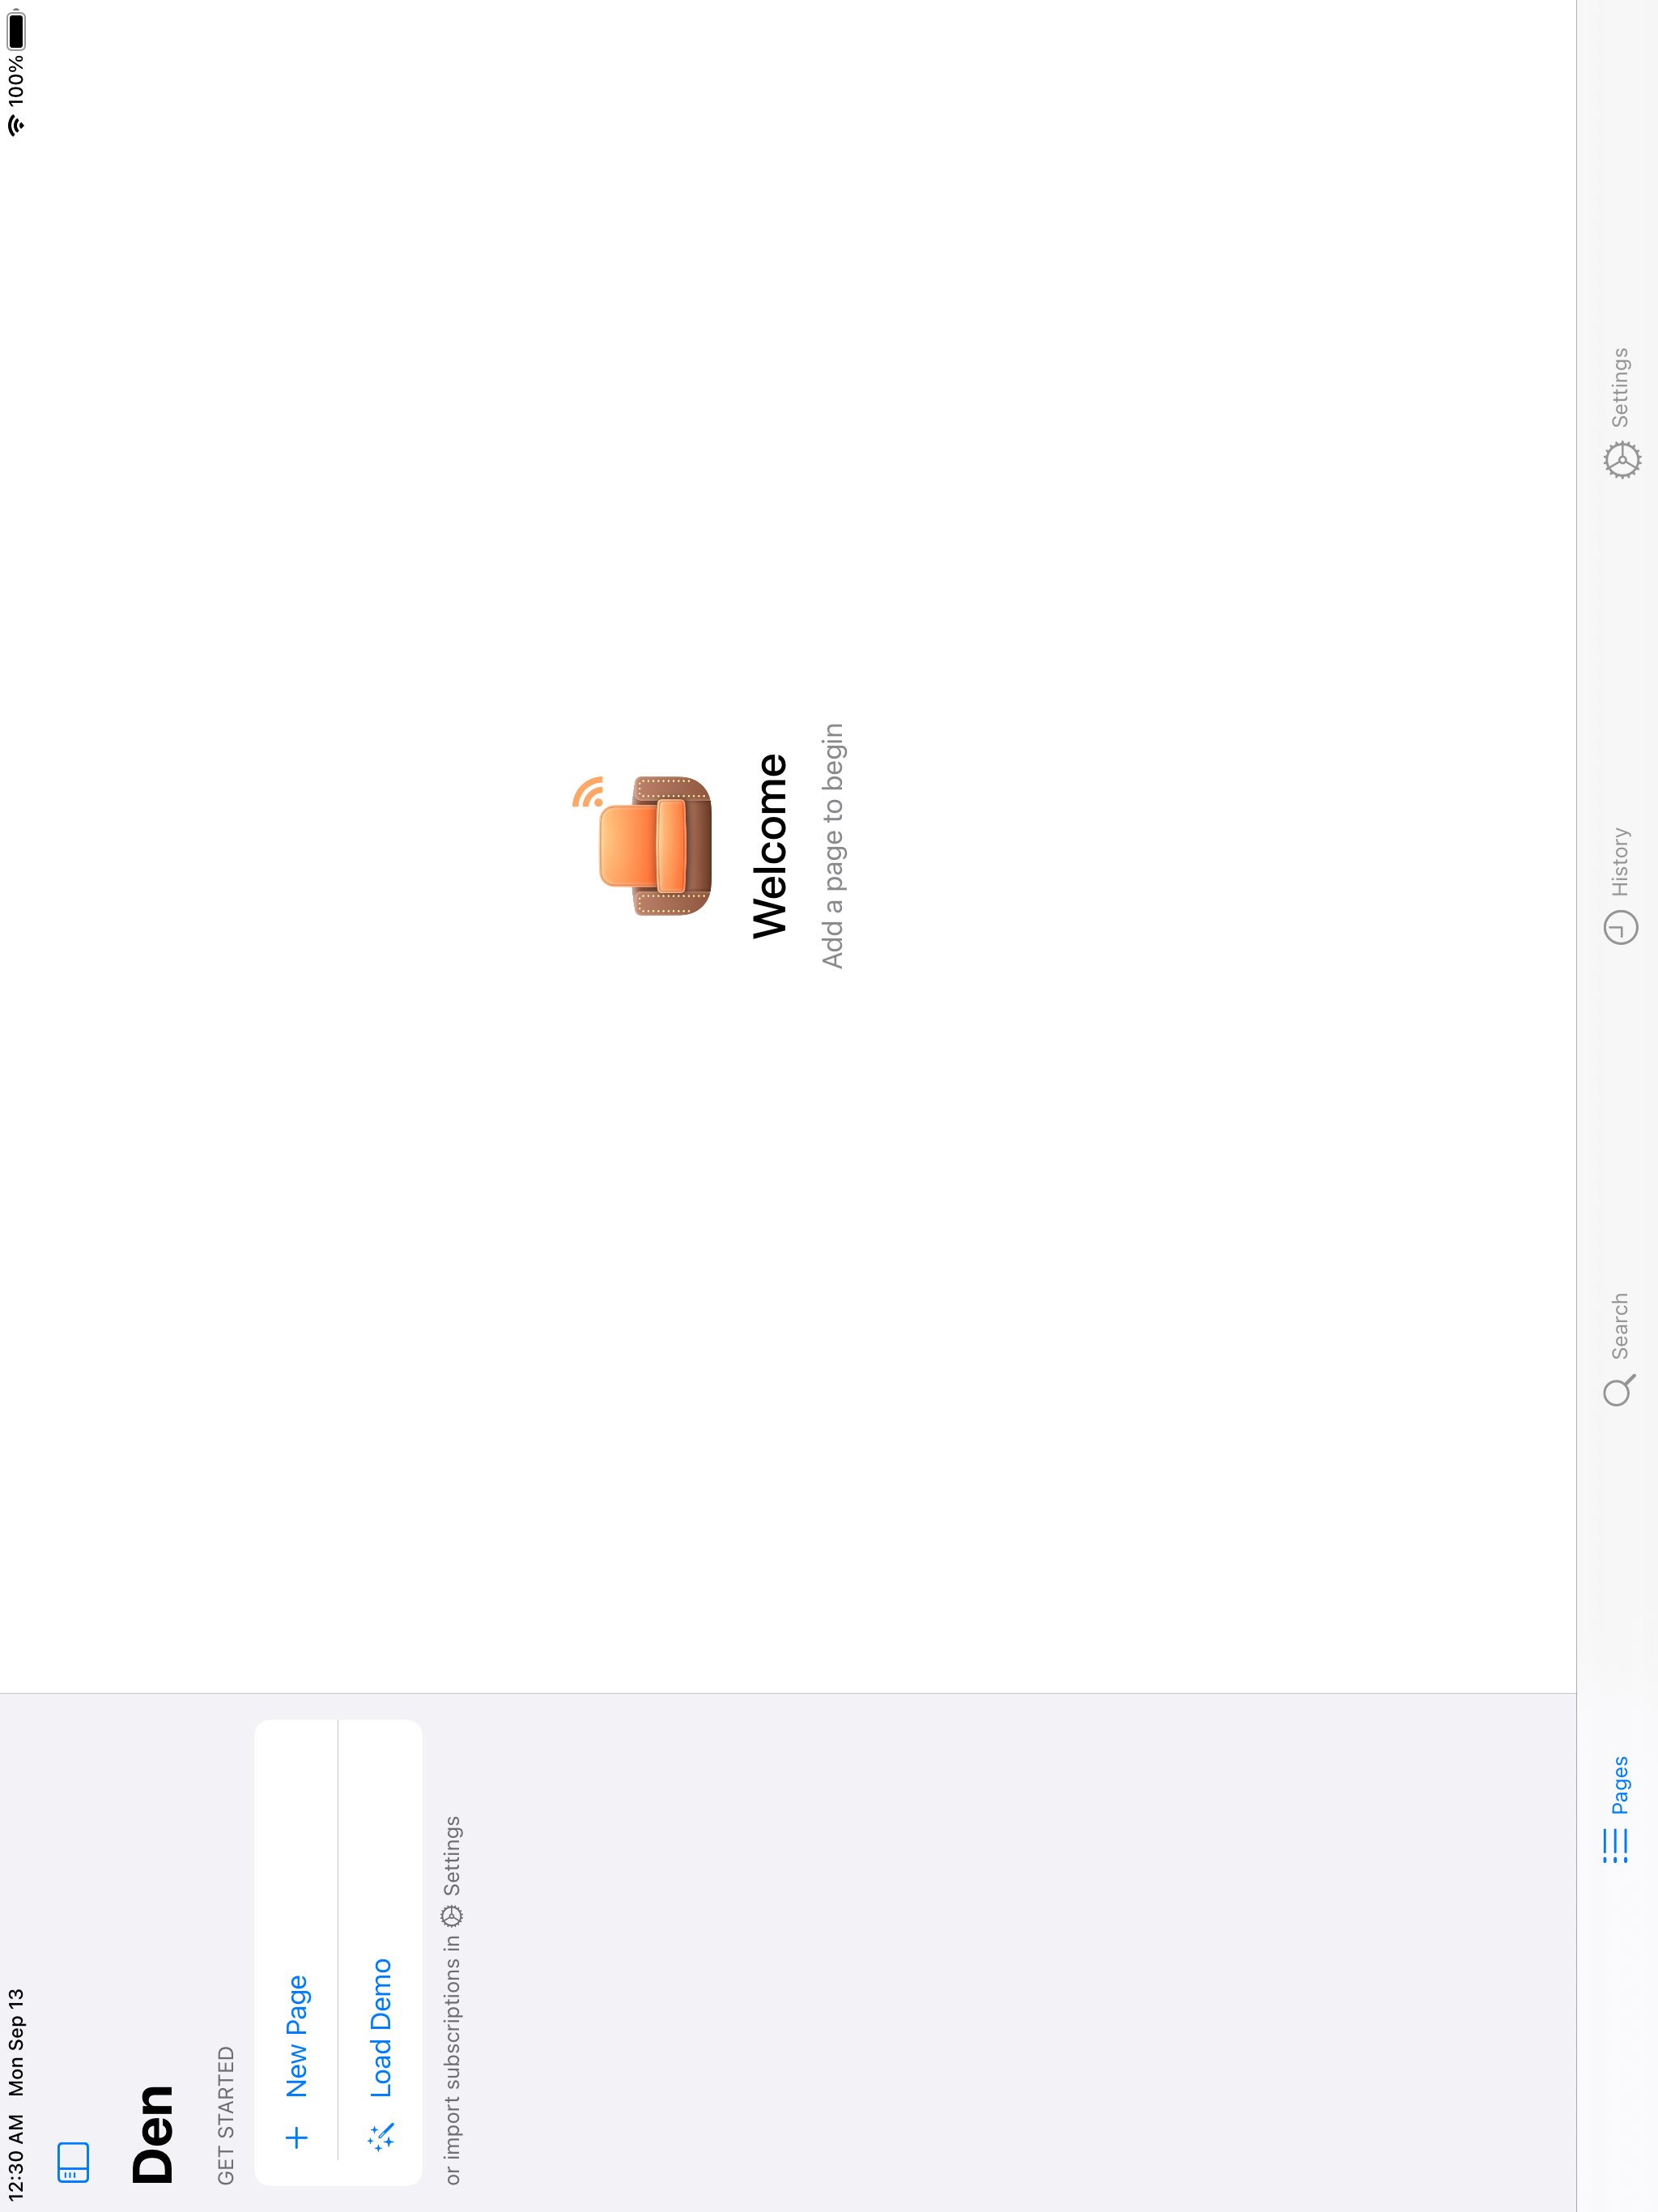 12:30 AM Mon Sep 13
100%
Den
GET STARTED
New Page
Load Demo
or import subscriptions in Settings
Welcome
Add a page to begin
Pages
Search
History
Settings